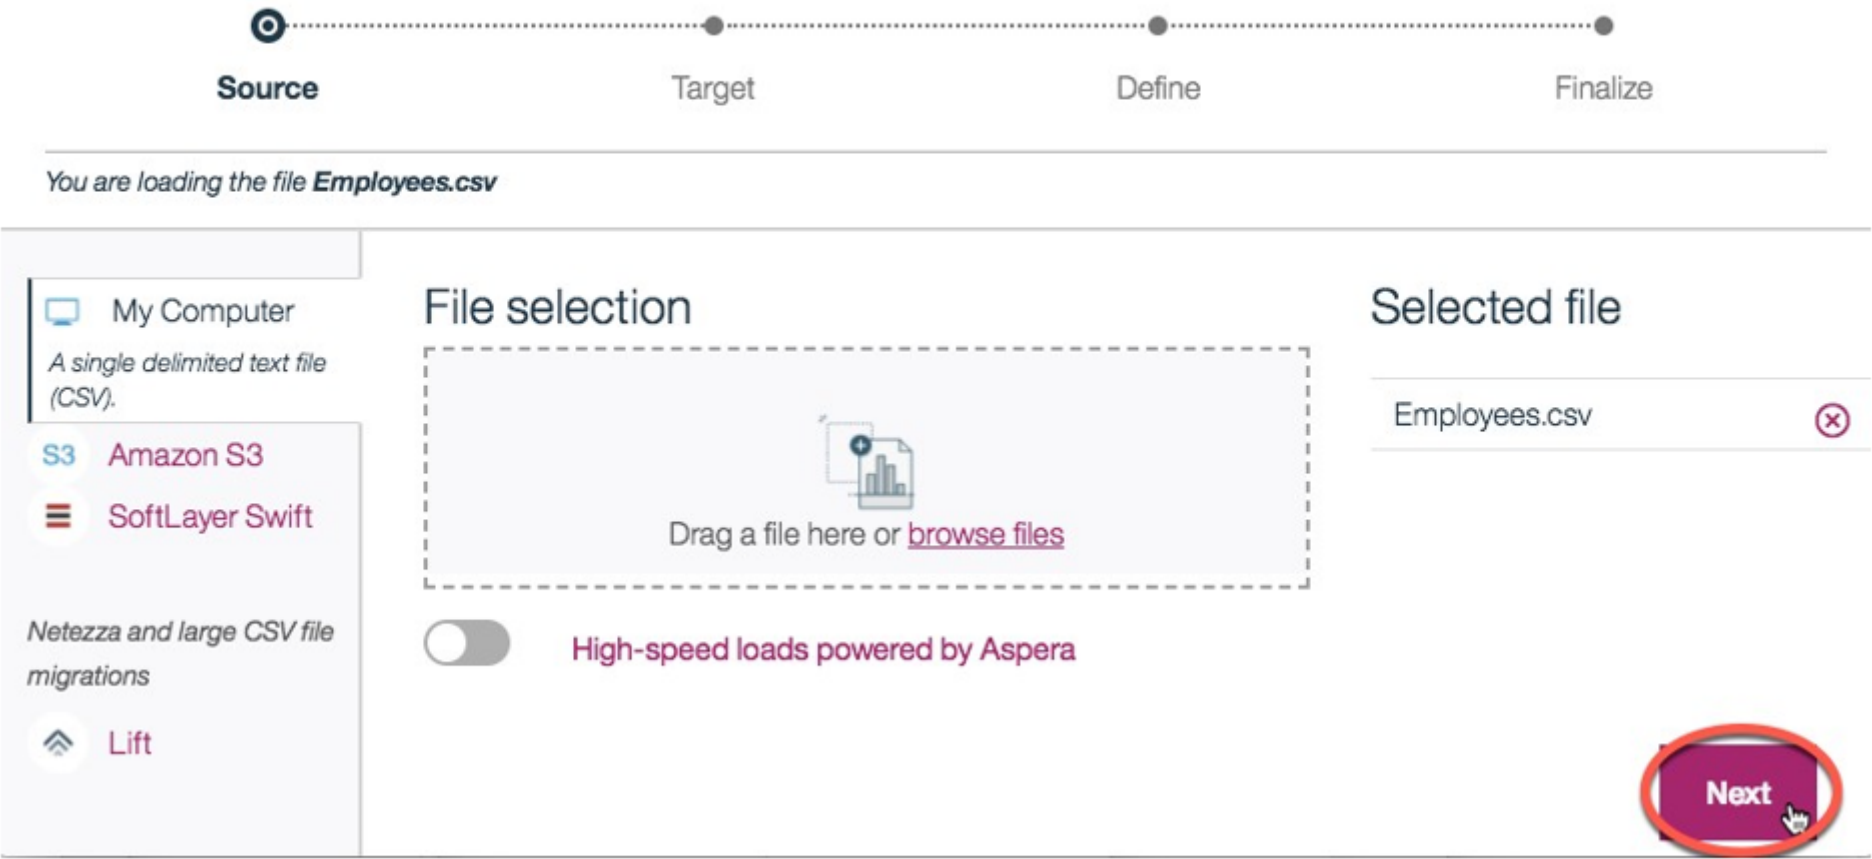 Source
Target
Define
Finalize
You are loading the file Employees.csv
My Computer
A single delimited text file
(CSV).
S3 Amazon S3
SoftLayer Swift
Netezza and large CSV file
migrations
Lift
File selection
Drag a file here or browse files
High-speed loads powered by Aspera
Selected file
Employees.csv
Next